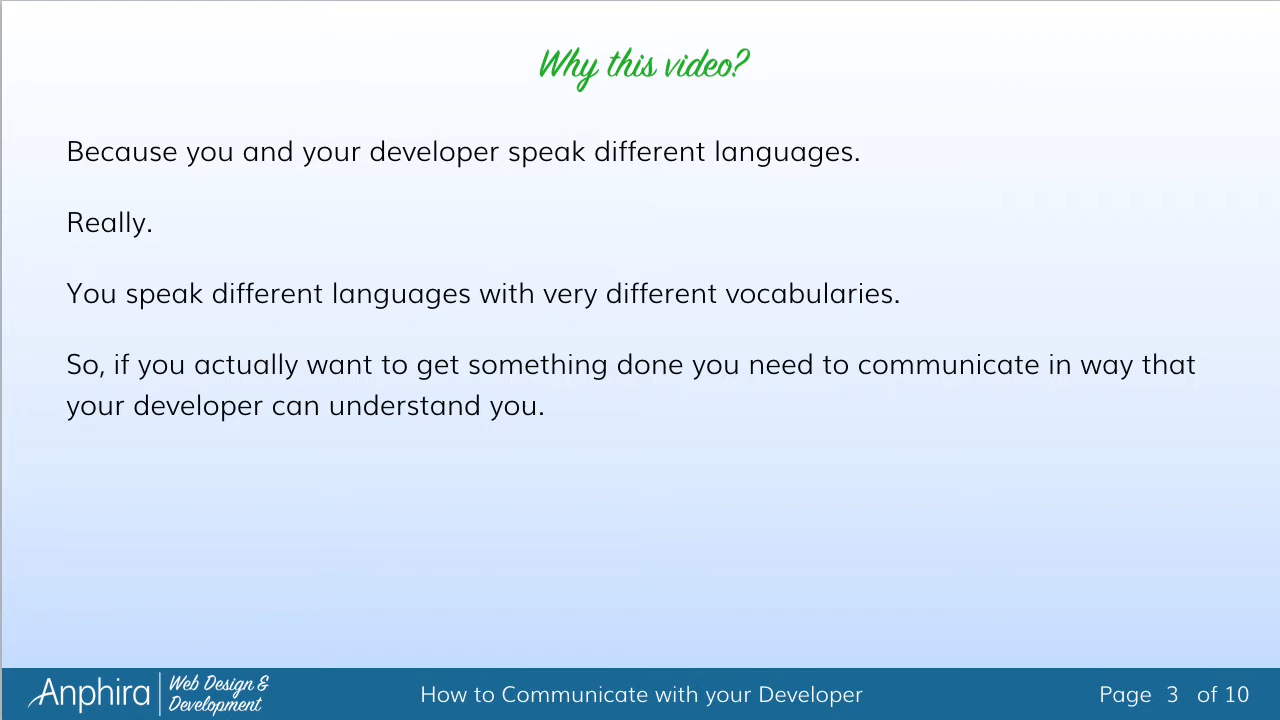 Why this video?
Because you and your developer speak different languages.
Really.
You speak different languages with very different vocabularies.
So, if you actually want to get something done you need to communicate in way that
your developer can understand you.
Anphira
Web Design &
Development
How to Communicate with your Developer
Page 3 of 10